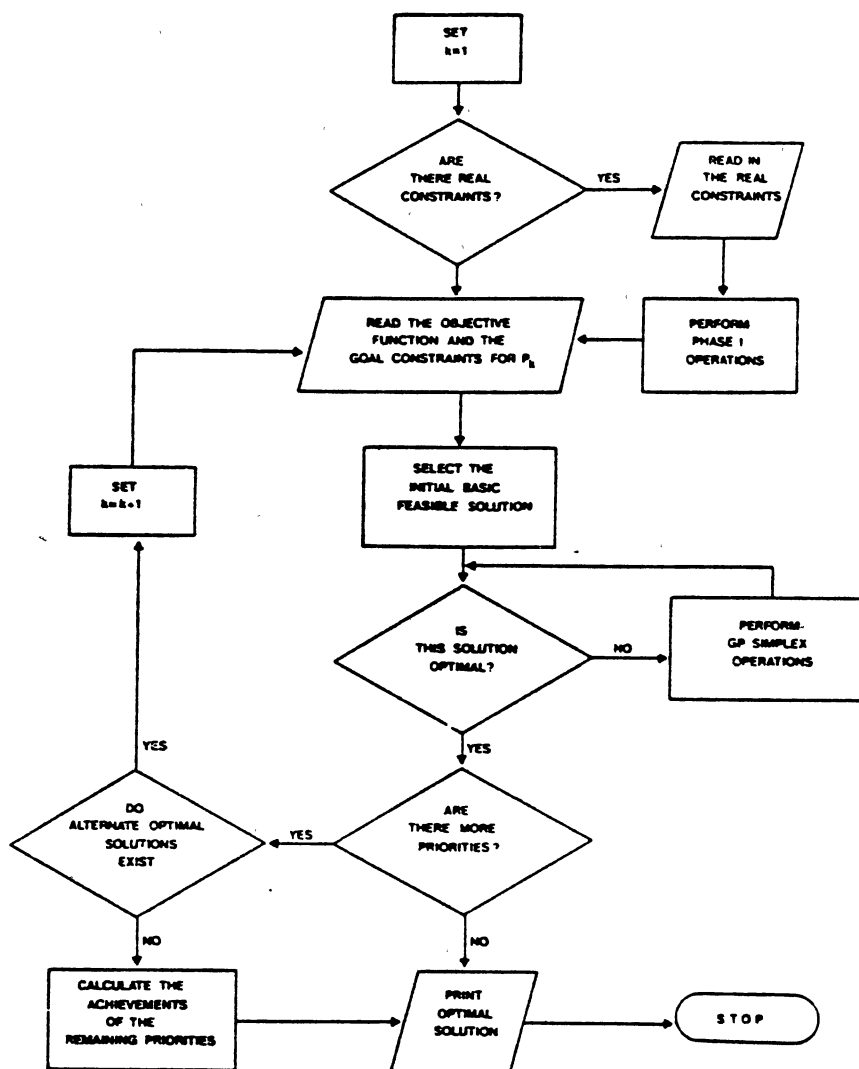 SET
k=1
ARE
THERE REAL
CONSTRAINTS?
YES
READ IN
THE REAL
CONSTRAINTS
READ THE OBJECTIVE
FUNCTION AND THE
GOAL CONSTRAINTS FOR Pk
PERFORM
PHASE I
OPERATIONS
SET
k=k+1
SELECT THE
INITIAL BASIC
FEASIBLE SOLUTION
IS
THIS SOLUTION
OPTIMAL?
NO
PERFORM
GP SIMPLEX
OPERATIONS
YES
YES
DO
ALTERNATE OPTIMAL
SOLUTIONS
EXIST
YES
ARE
THERE MORE
PRIORITIES?
NO
NO
CALCULATE THE
ACHIEVEMENTS
OF THE
REMAINING PRIORITIES
PRINT
OPTIMAL
SOLUTION
STOP